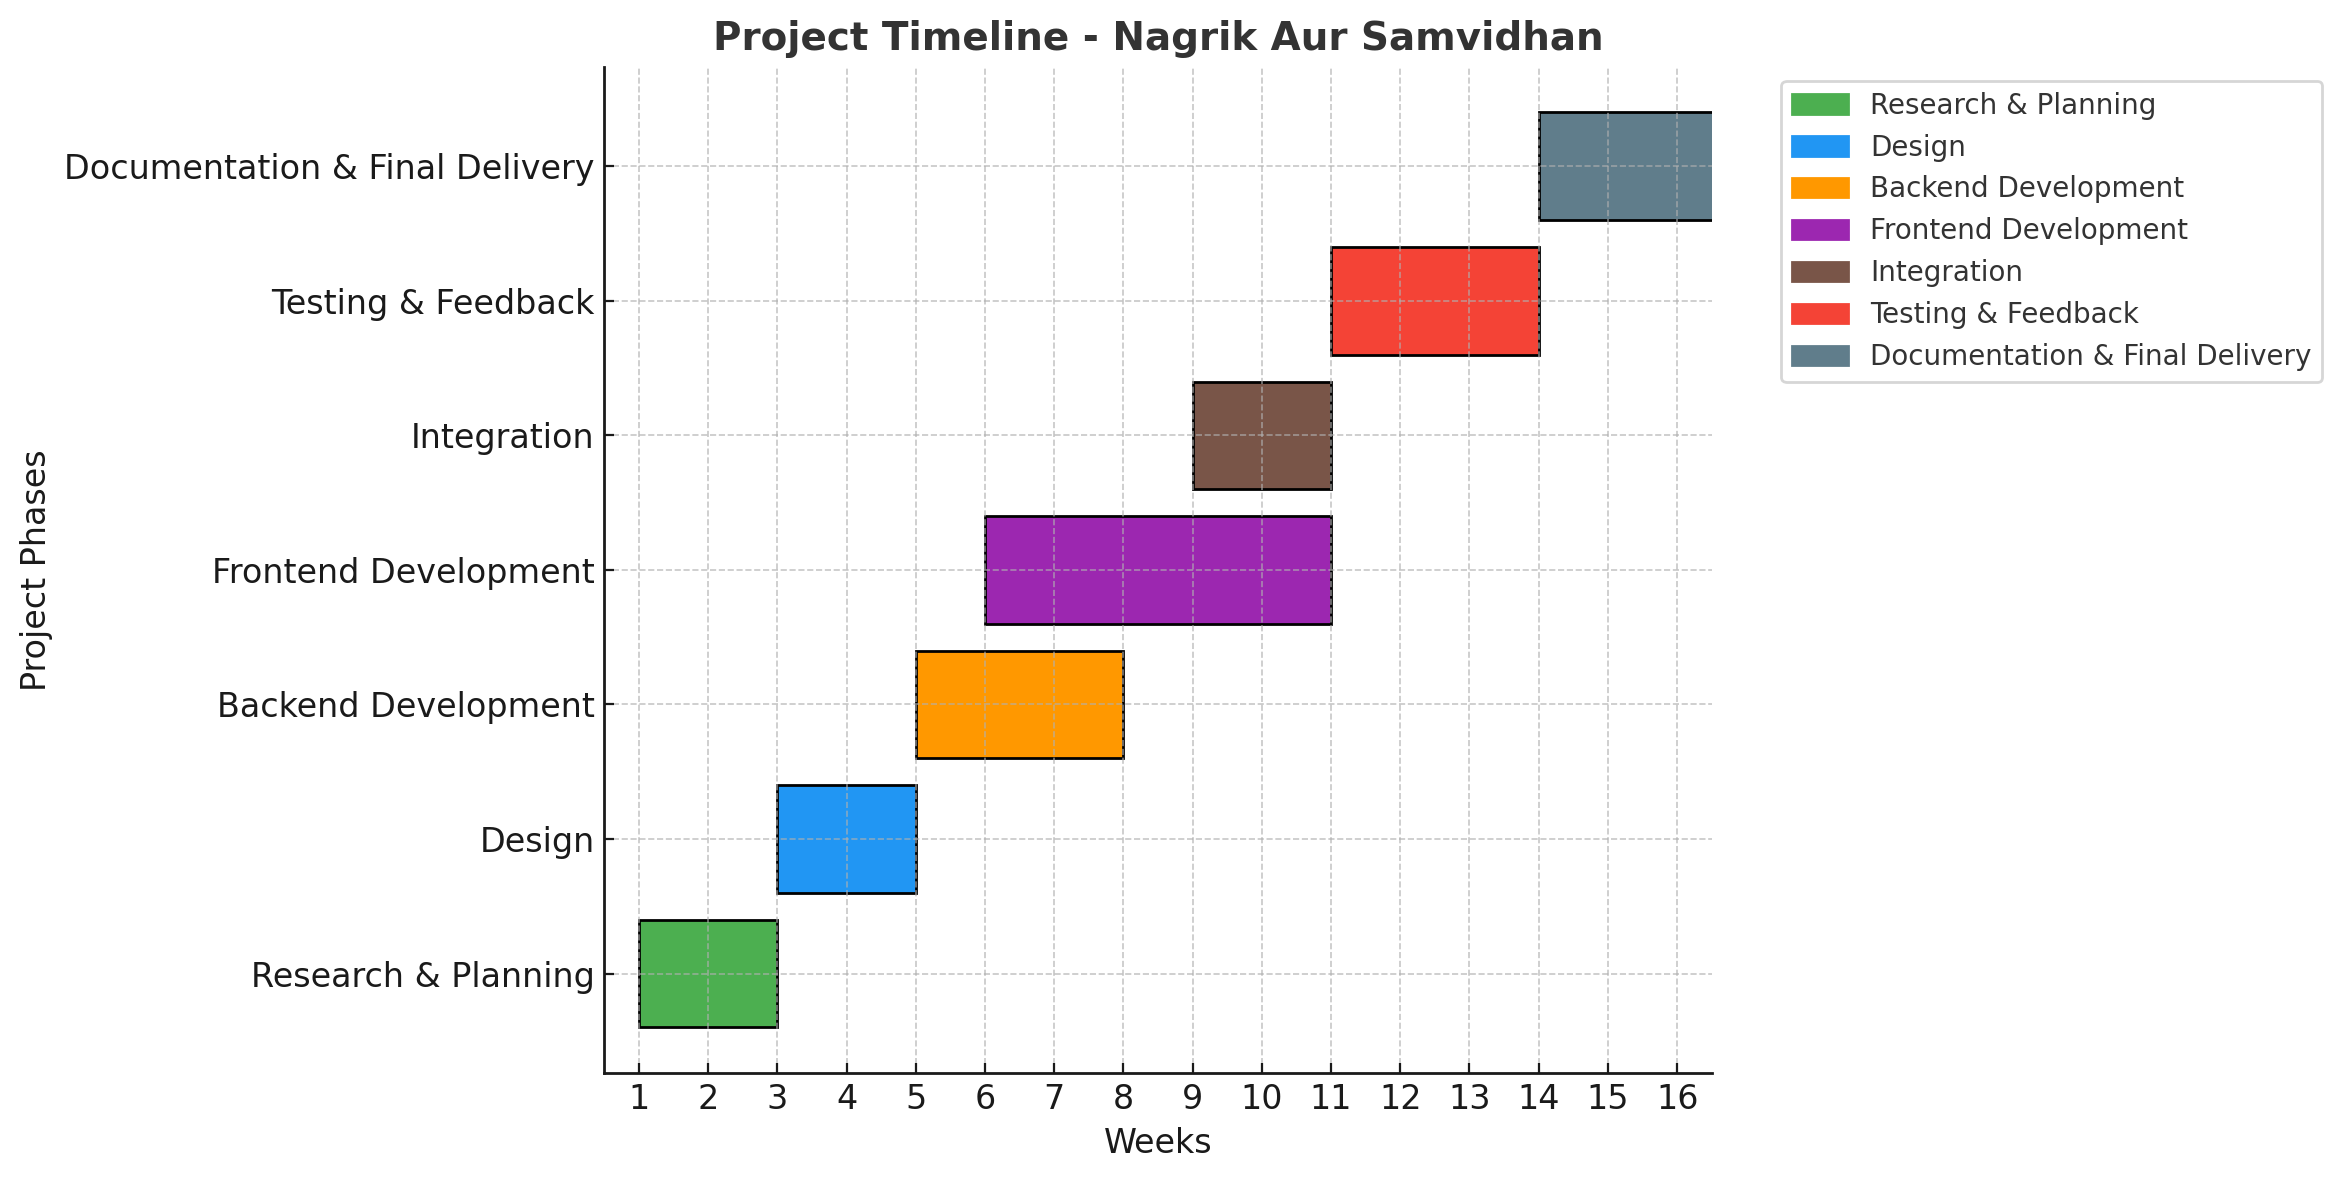 Project Timeline - Nagrik Aur Samvidhan
Project Phases
Documentation & Final Delivery
Testing & Feedback
Integration
Frontend Development
Backend Development
Design
Research & Planning
1 2 3 4 5 6 7 8 9 10 11 12 13 14 15 16
Weeks
Research & Planning
Design
Backend Development
Frontend Development
Integration
Testing & Feedback
Documentation & Final Delivery